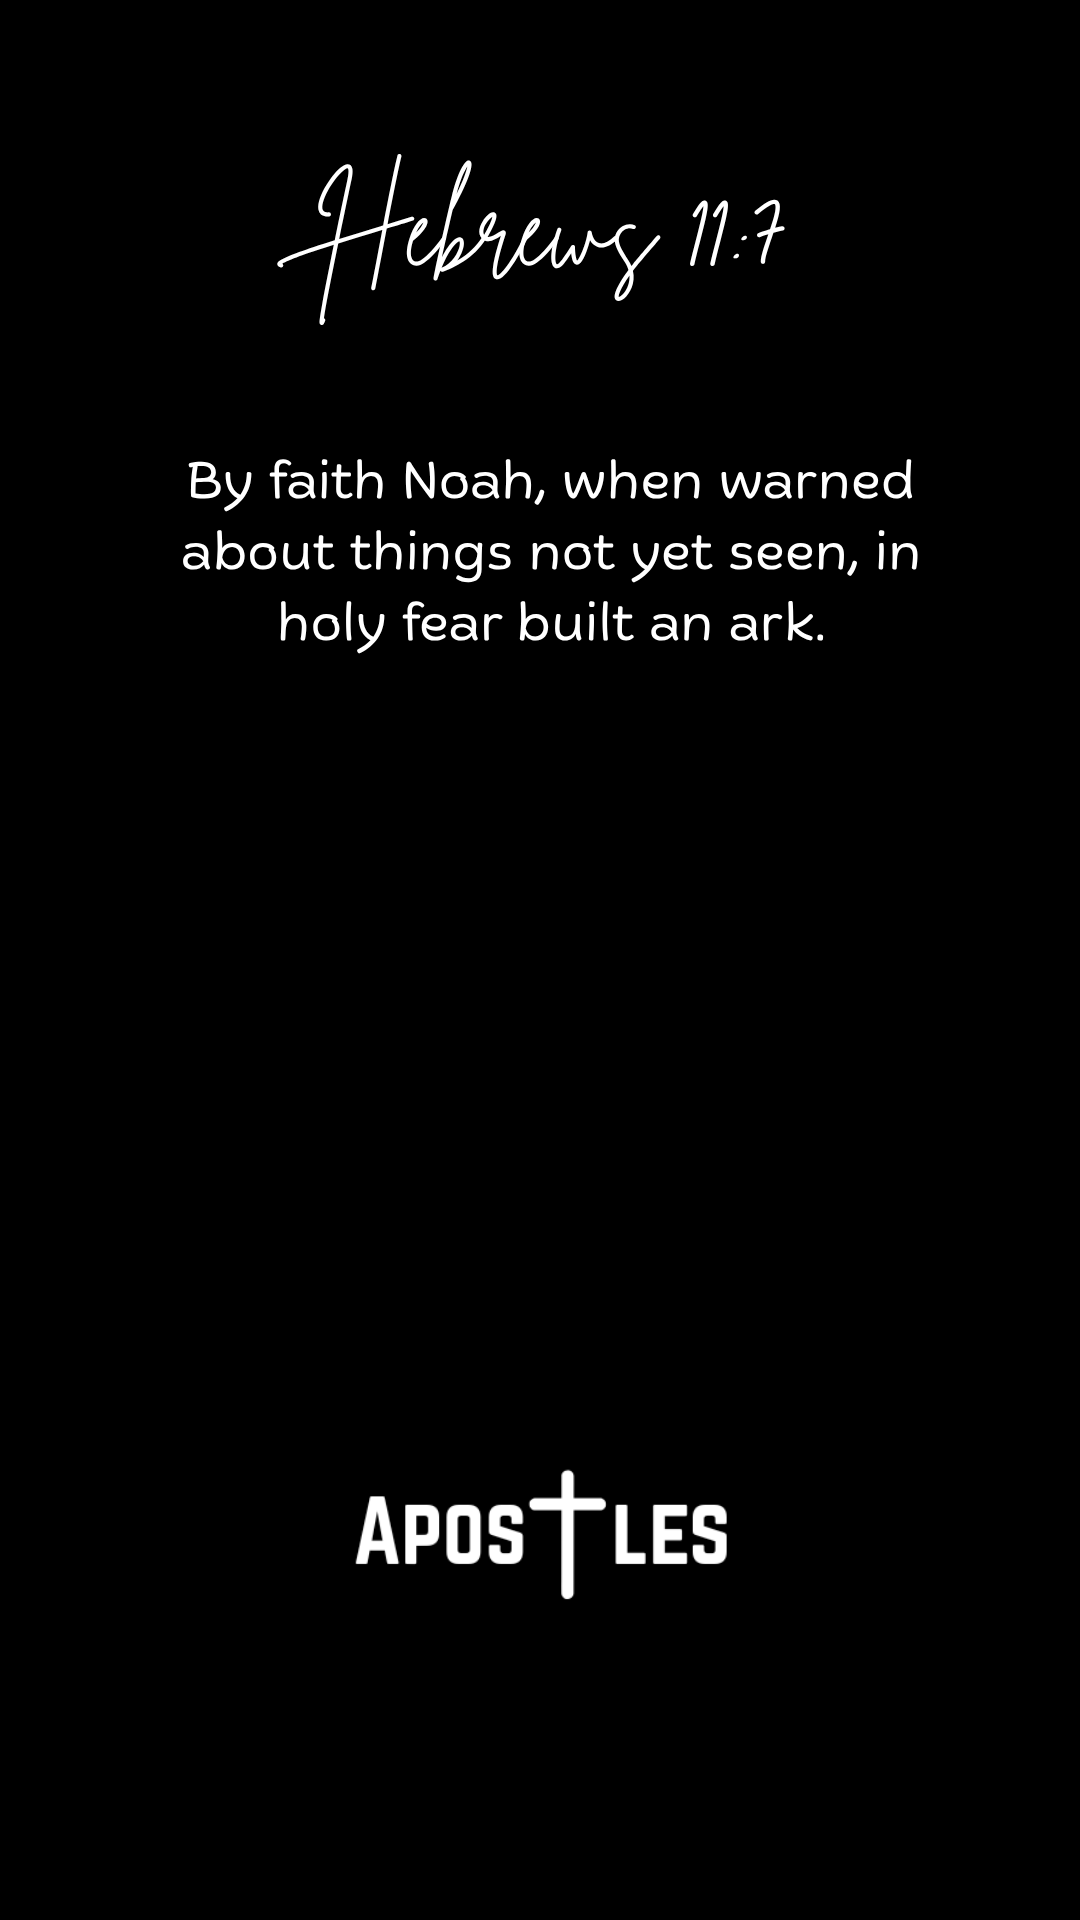 Hebrews 11:7
By faith Noah, when warned
about things not yet seen, in
holy fear built an ark.
Apostles